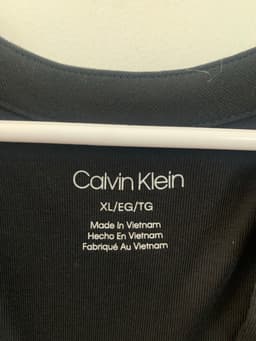 Calvin Klein
XL/EG/TG
Made In Vietnam
Hecho En Vietnam
Fabriqué Au Vietnam